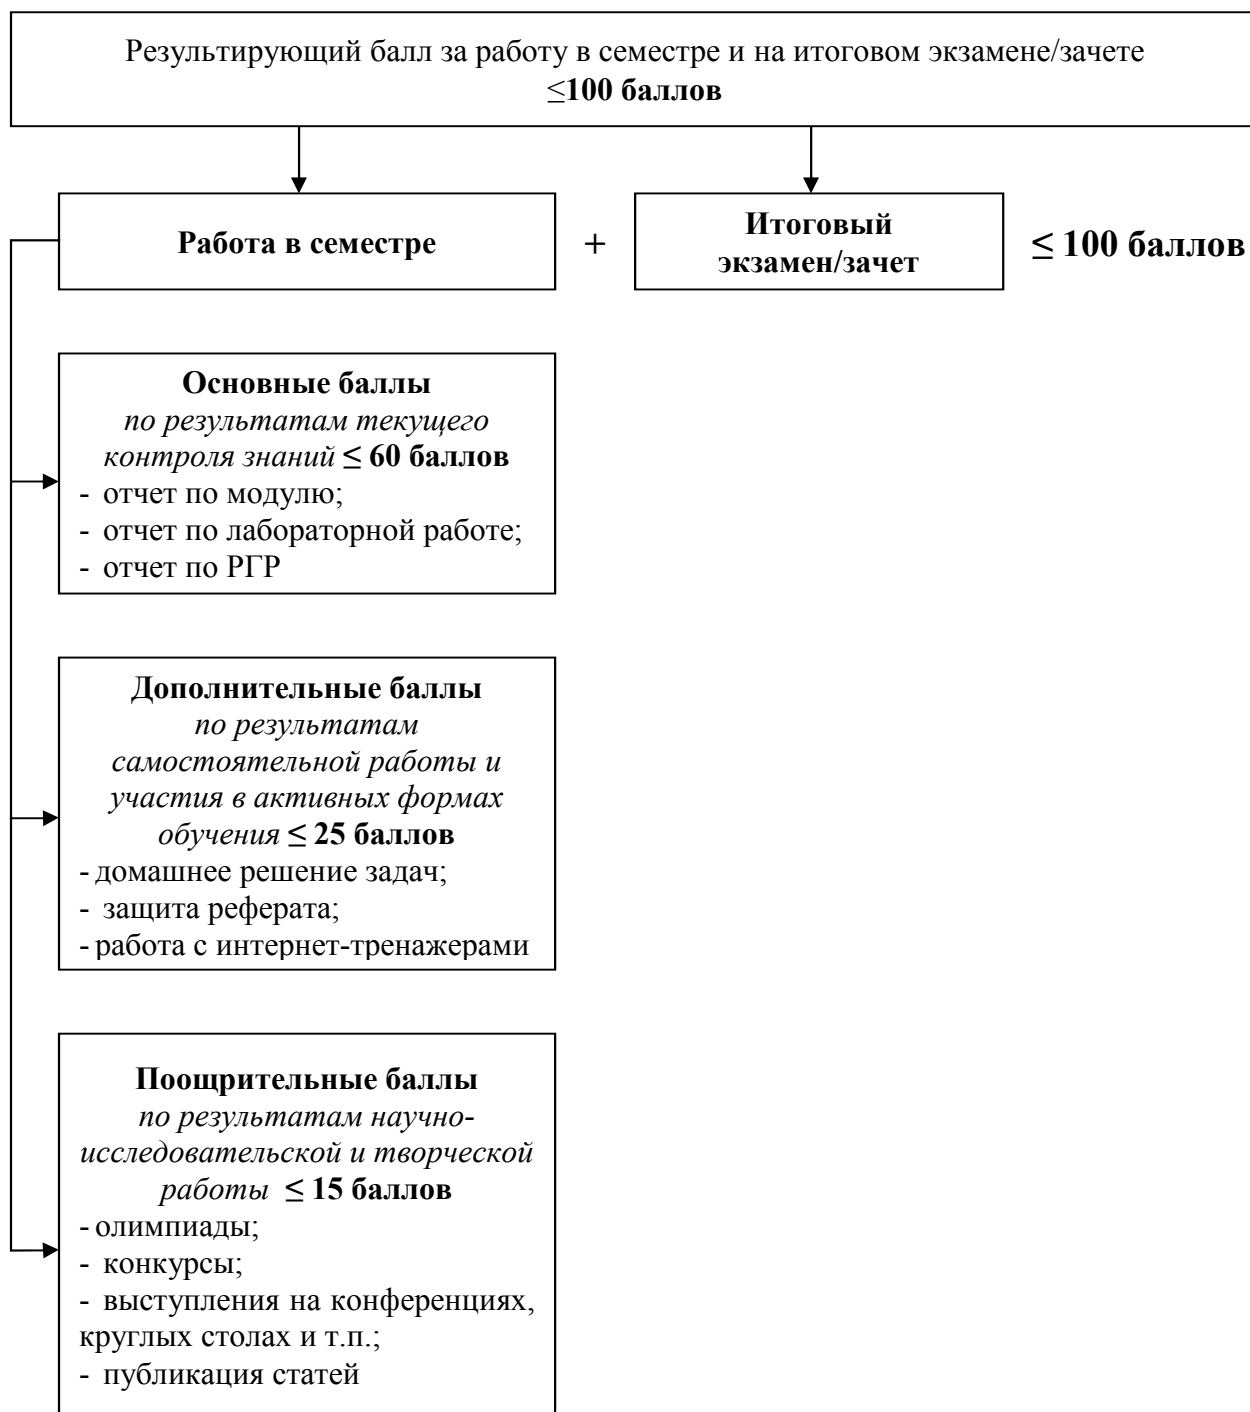 Результирующий балл за работу в семестре и на итоговом экзамене/зачете
≤100 баллов
Работа в семестре
+
Итоговый
экзамен/зачет
≤ 100 баллов
Основные баллы
по результатам текущего
контроля знаний ≤ 60 баллов
- отчет по модулю;
- отчет по лабораторной работе;
- отчет по РГР
Дополнительные баллы
по результатам
самостоятельной работы и
участия в активных формах
обучения ≤ 25 баллов
- домашнее решение задач;
- защита реферата;
- работа с интернет-тренажерами
Поощрительные баллы
по результатам научно-
исследовательской и творческой
работы ≤ 15 баллов
- олимпиады;
- конкурсы;
- выступления на конференциях,
круглых столах и т.п.;
- публикация статей